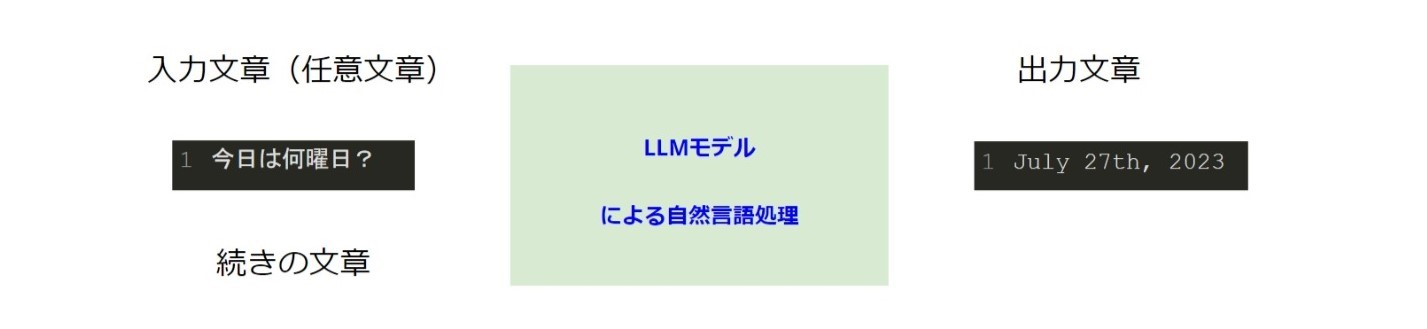 入力文章（任意文章）
1 今日は何曜日？
続きの文章
LLMモデル
による自然言語処理
出力文章
1 July 27th, 2023